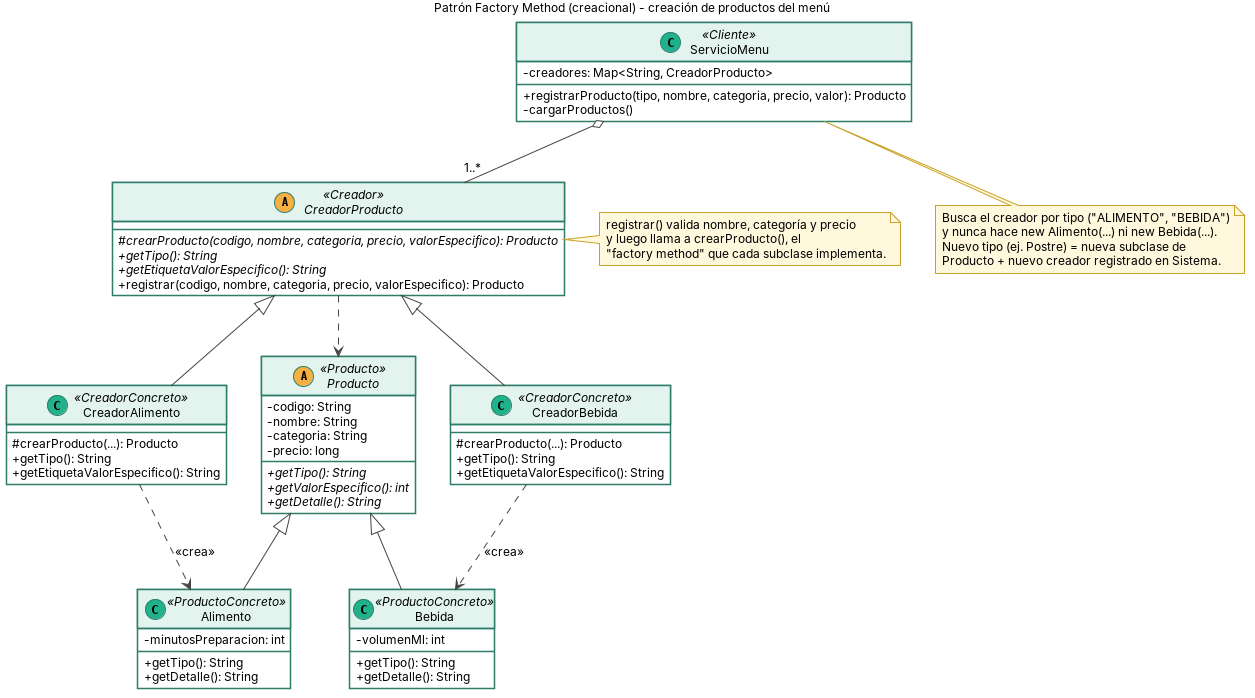 Patrón Factory Method (creacional) - creación de productos del menú
C
«Cliente»
ServicioMenu
-creadores: Map<String, CreadorProducto>
+registrarProducto(tipo, nombre, categoria, precio, valor): Producto
-cargarProductos()
1..*
A
«Creador»
CreadorProducto
#crearProducto(codigo, nombre, categoria, precio, valorEspecifico): Producto
+getTipo(): String
+getEtiquetaValorEspecifico(): String
+registrar(codigo, nombre, categoria, precio, valorEspecifico): Producto
registrar() valida nombre, categoría y precio
y luego llama a crearProducto(), el
"factory method" que cada subclase implementa.
Busca el creador por tipo ("ALIMENTO", "BEBIDA")
y nunca hace new Alimento(...) ni new Bebida(...).
Nuevo tipo (ej. Postre) = nueva subclase de
Producto + nuevo creador registrado en Sistema.
C
«CreadorConcreto»
CreadorAlimento
#crearProducto(...): Producto
+getTipo(): String
+getEtiquetaValorEspecifico(): String
A
«Producto»
Producto
-codigo: String
-nombre: String
-categoria: String
-precio: long
+getTipo(): String
+getValorEspecifico(): int
+getDetalle(): String
C
«CreadorConcreto»
CreadorBebida
#crearProducto(...): Producto
+getTipo(): String
+getEtiquetaValorEspecifico(): String
«crea»
«crea»
C
«ProductoConcreto»
Alimento
-minutosPreparacion: int
+getTipo(): String
+getDetalle(): String
C
«ProductoConcreto»
Bebida
-volumenMl: int
+getTipo(): String
+getDetalle(): String